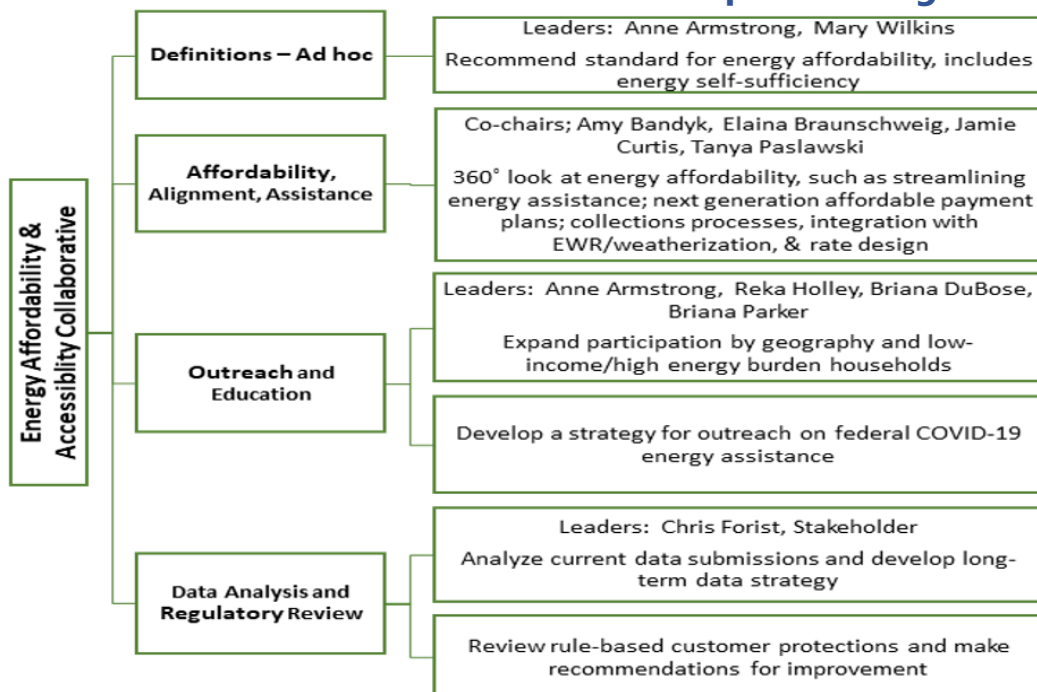 Energy Affordability &
Accessiblity Collaborative
Definitions – Ad hoc
Leaders: Anne Armstrong, Mary Wilkins
Recommend standard for energy affordability, includes
energy self-sufficiency
Affordability,
Alignment, Assistance
Co-chairs; Amy Bandyk, Elaina Braunschweig, Jamie
Curtis, Tanya Paslawski
360˚ look at energy affordability, such as streamlining
energy assistance; next generation affordable payment
plans; collections processes, integration with
EWR/weatherization, & rate design
Outreach and
Education
Leaders: Anne Armstrong, Reka Holley, Briana DuBose,
Briana Parker
Expand participation by geography and low-
income/high energy burden households
Develop a strategy for outreach on federal COVID-19
energy assistance
Data Analysis and
Regulatory Review
Leaders: Chris Forist, Stakeholder
Analyze current data submissions and develop long-
term data strategy
Review rule-based customer protections and make
recommendations for improvement